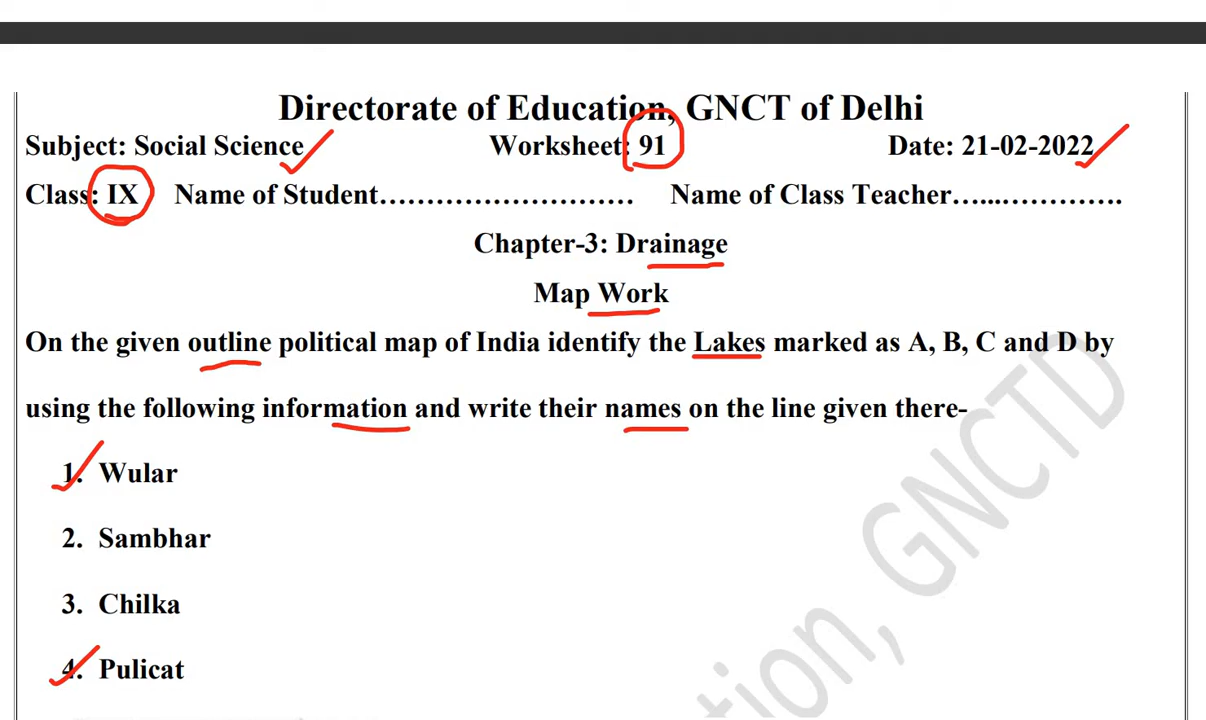 Directorate of Education, GNCT of Delhi
Subject: Social Science Worksheet: 91 Date: 21-02-2022
Class: IX Name of Student………………………. Name of Class Teacher…....………….
Chapter-3: Drainage
Map Work
On the given outline political map of India identify the Lakes marked as A, B, C and D by
using the following information and write their names on the line given there-
1. Wular
2. Sambhar
3. Chilka
4. Pulicat
tion, GNCTD